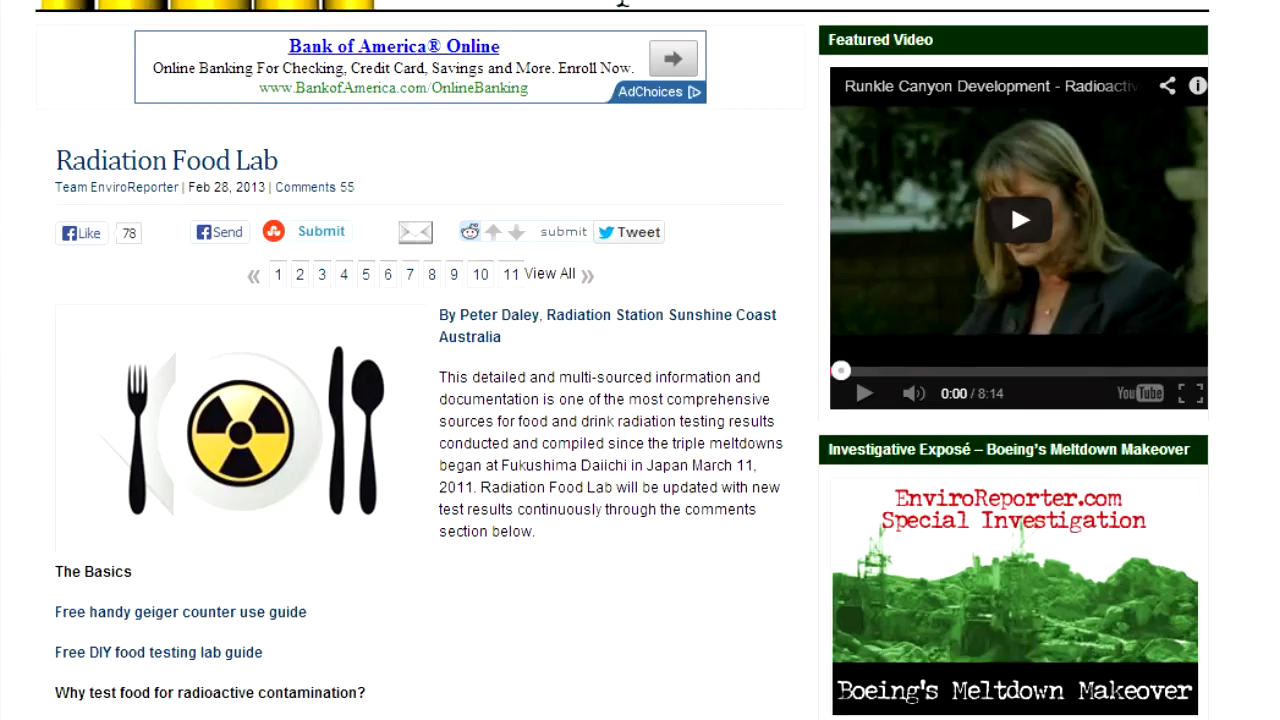 Bank of America® Online
Online Banking For Checking, Credit Card, Savings and More. Enroll Now.
www.BankofAmerica.com/OnlineBanking
AdChoices
Radiation Food Lab
Team EnviroReporter | Feb 28, 2013 | Comments 55
Like 78 Send Submit submit Tweet
« 1 2 3 4 5 6 7 8 9 10 11 View All »
By Peter Daley, Radiation Station Sunshine Coast
Australia
This detailed and multi-sourced information and
documentation is one of the most comprehensive
sources for food and drink radiation testing results
conducted and compiled since the triple meltdowns
began at Fukushima Daiichi in Japan March 11,
2011. Radiation Food Lab will be updated with new
test results continuously through the comments
section below.
The Basics
Free handy geiger counter use guide
Free DIY food testing lab guide
Why test food for radioactive contamination?
Featured Video
Runkle Canyon Development - Radioactiv
0:00 / 8:14
YouTube
Investigative Exposé – Boeing's Meltdown Makeover
EnviroReporter.com
Special Investigation
Boeing's Meltdown Makeover